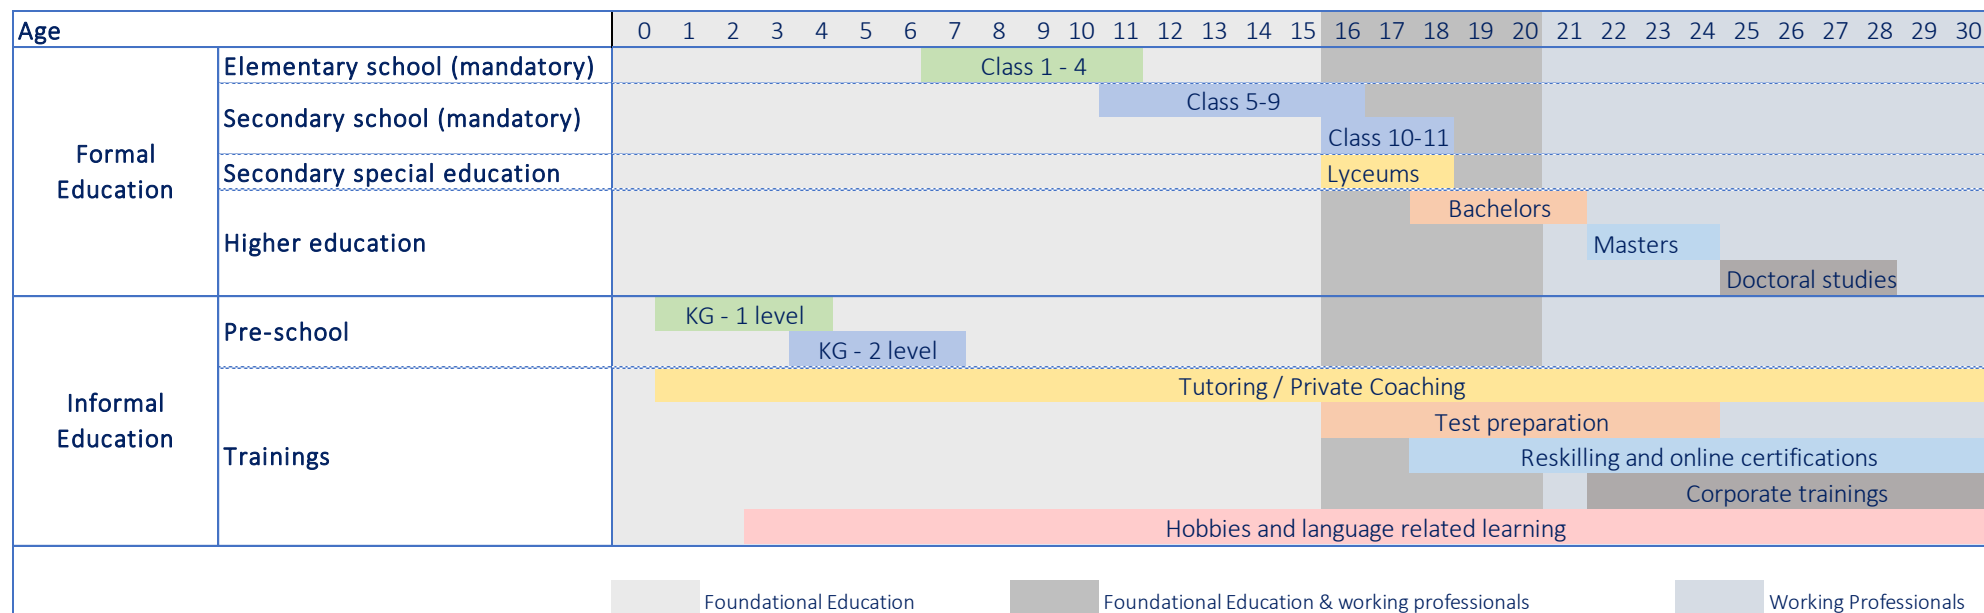 Age 0 1 2 3 4 5 6 7 8 9 10 11 12 13 14 15 16 17 18 19 20 21 22 23 24 25 26 27 28 29 30
Formal
Education
Elementary school (mandatory)
Class 1 - 4
Secondary school (mandatory)
Class 5-9
Class 10-11
Secondary special education
Lyceums
Higher education
Bachelors
Masters
Doctoral studies
Informal
Education
Pre-school
KG - 1 level
KG - 2 level
Trainings
Tutoring / Private Coaching
Test preparation
Reskilling and online certifications
Corporate trainings
Hobbies and language related learning
Foundational Education
Foundational Education & working professionals
Working Professionals